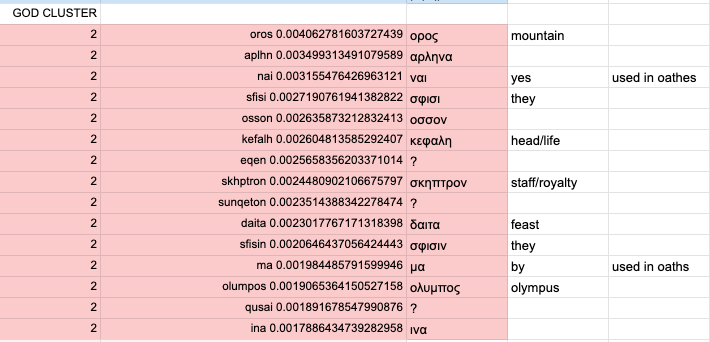 GOD CLUSTER
2 oros 0.004062781603727439 ορος mountain
2 aplhn 0.003499313491079589 αρληνα
2 nai 0.003155476426963121 ναι yes used in oathes
2 sfisi 0.0027190761941382822 σφισι they
2 osson 0.002635873212832413 οσσον
2 kefalh 0.002604813585292407 κεφαλη head/life
2 eqen 0.0025658356203371014 ?
2 skhptron 0.0024480902106675797 σκηπτρον staff/royalty
2 sunqeton 0.0023514388342278474 ?
2 daita 0.0023017767171318398 δαιτα feast
2 sfisin 0.0020646437056424443 σφισιν they
2 ma 0.001984485791599946 μα by used in oaths
2 olumpos 0.0019065364150527158 ολυμπος olympus
2 qusai 0.001891678547990876 ?
2 ina 0.0017886434739282958 ινα